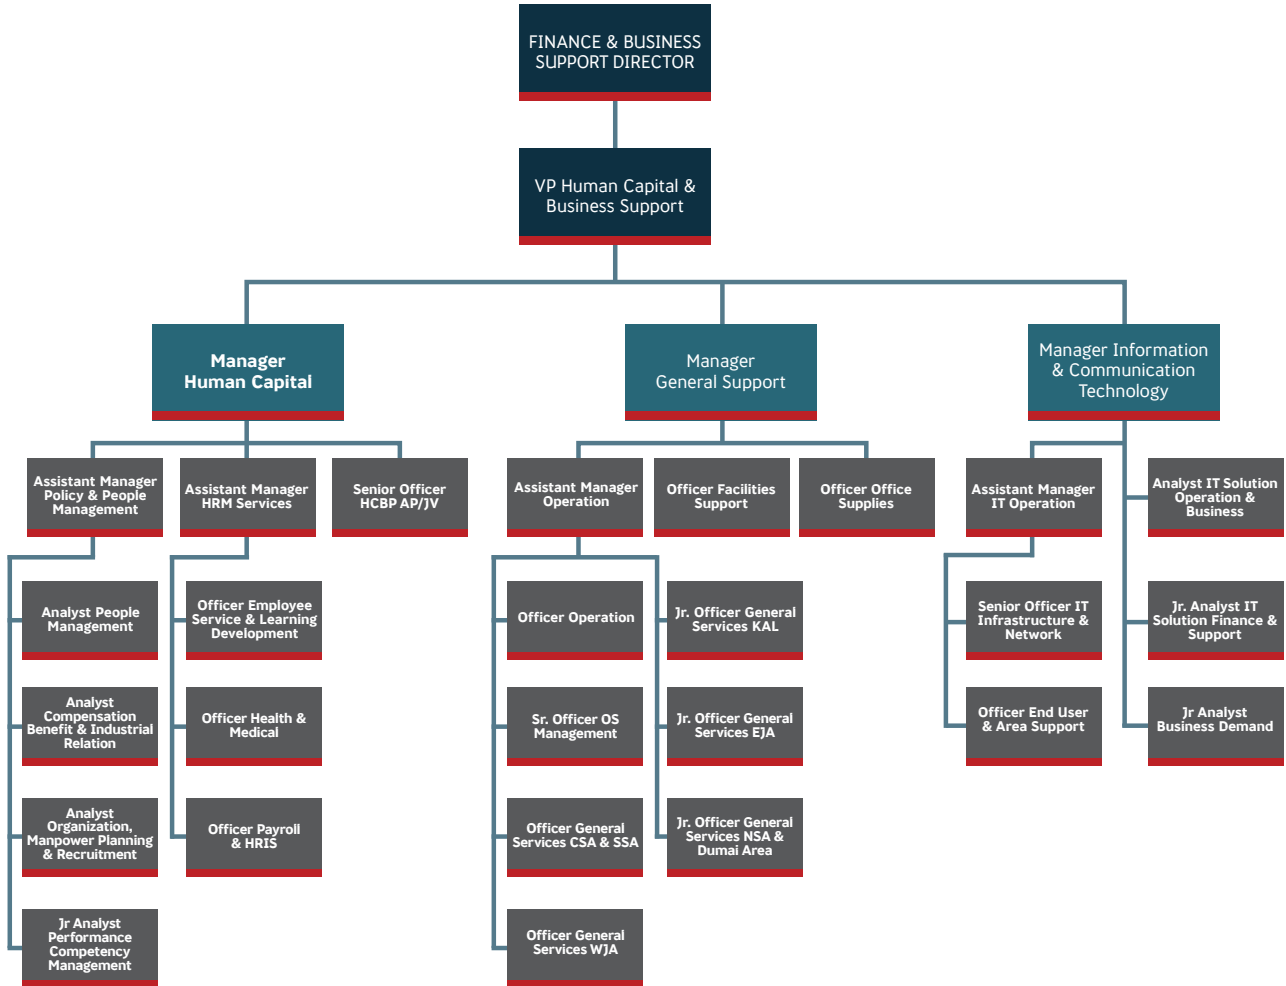 FINANCE & BUSINESS
SUPPORT DIRECTOR
VP Human Capital &
Business Support
Manager
Human Capital
Manager
General Support
Manager Information
& Communication
Technology
Assistant Manager
Policy & People
Management
Assistant Manager
HRM Services
Senior Officer
HCBP AP/JV
Assistant Manager
Operation
Officer Facilities
Support
Officer Office
Supplies
Assistant Manager
IT Operation
Analyst IT Solution
Operation &
Business
Analyst People
Management
Officer Employee
Service & Learning
Development
Officer Operation
Jr. Officer General
Services KAL
Senior Officer IT
Infrastructure &
Network
Jr. Analyst IT
Solution Finance &
Support
Analyst
Compensation
Benefit & Industrial
Relation
Officer Health &
Medical
Sr. Officer OS
Management
Jr. Officer General
Services EJA
Officer End User
& Area Support
Jr Analyst
Business Demand
Analyst
Organization,
Manpower Planning
& Recruitment
Officer Payroll
& HRIS
Officer General
Services CSA & SSA
Jr. Officer General
Services NSA &
Dumai Area
Jr Analyst
Performance
Competency
Management
Officer General
Services WJA